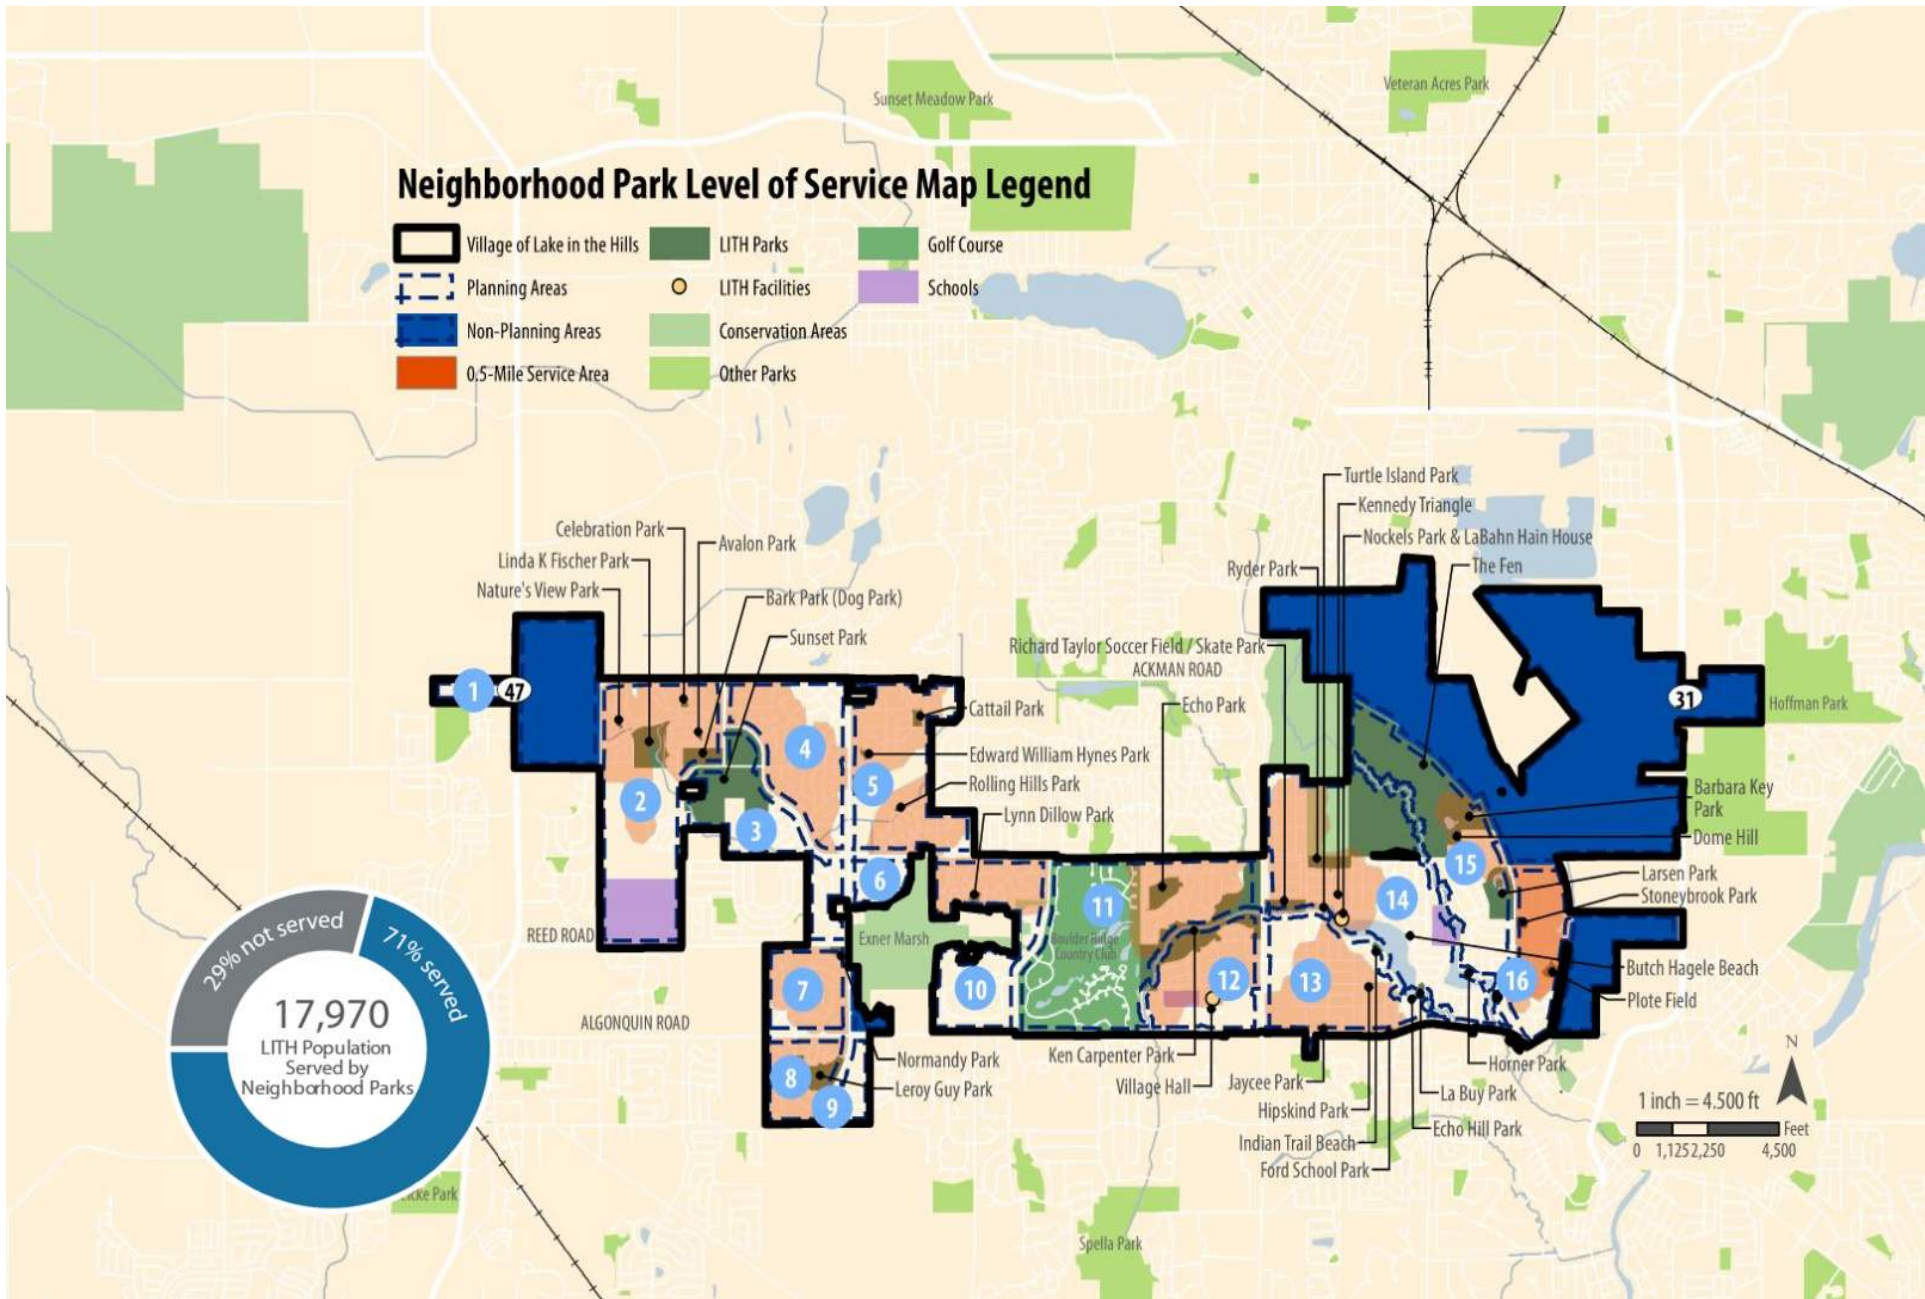 Sunset Meadow Park
Veteran Acres Park
Neighborhood Park Level of Service Map Legend
Village of Lake in the Hills
LITH Parks
Golf Course
Planning Areas
LITH Facilities
Schools
Non-Planning Areas
Conservation Areas
0.5-Mile Service Area
Other Parks
Turtle Island Park
Kennedy Triangle
Nockels Park & LaBahn Hain House
The Fen
Ryder Park
Celebration Park
Avalon Park
Linda K Fischer Park
Nature's View Park
Bark Park (Dog Park)
Sunset Park
Richard Taylor Soccer Field / Skate Park
ACKMAN ROAD
1
47
31
Hoffman Park
Cattail Park
Echo Park
4
Edward William Hynes Park
5
Rolling Hills Park
2
Barbara Key
Park
3
Lynn Dillow Park
Dome Hill
15
6
Larsen Park
Stoneybrook Park
11
14
REED ROAD
Exner Marsh
Boulder Ridge
Country Club
Butch Hagele Beach
7
10
12
13
16
Plote Field
ALGONQUIN ROAD
Normandy Park
Ken Carpenter Park
Horner Park
8
Leroy Guy Park
Village Hall
Jaycee Park
La Buy Park
9
Hipskind Park
Echo Hill Park
Indian Trail Beach
Ford School Park
29% not served
71% served
17,970
LITH Population
Served by
Neighborhood Parks
N
1 inch = 4.500 ft
Feet
0 1,125 2,250 4,500
Spella Park